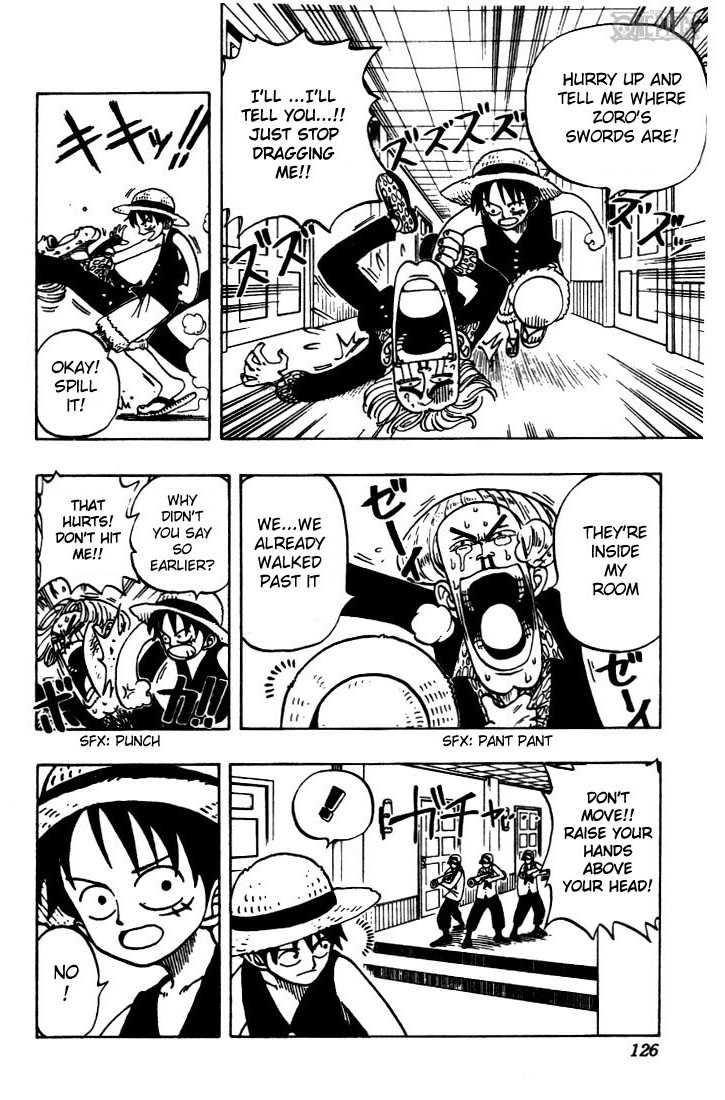 HURRY UP AND
TELL ME WHERE
ZORO'S
SWORDS ARE!
I'LL ...I'LL
TELL YOU...!!
JUST STOP
DRAGGING
ME!!
ズズズズ
ズズズ
ズズ
キキッ!!
OKAY!
SPILL
IT!
THEY'RE
INSIDE
MY
ROOM
ゼーィ
ゼーィ
WE...WE
ALREADY
WALKED
PAST IT
SFX: PANT PANT
WHY
DIDN'T
YOU SAY
SO
EARLIER?
THAT
HURTS!
DON'T HIT
ME!!
ボカ!!
SFX: PUNCH
DON'T
MOVE!!
RAISE YOUR
HANDS
ABOVE
YOUR HEAD!
ガチャ
!
NO
!
126